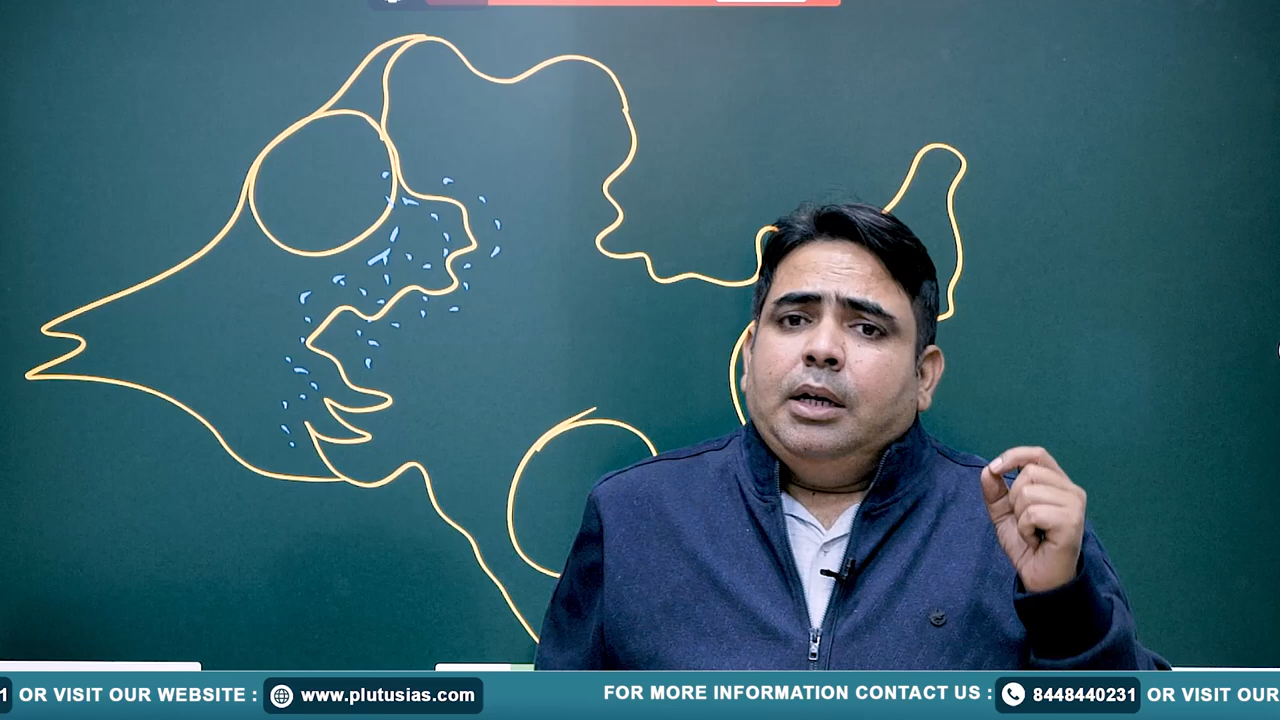 1 OR VISIT OUR WEBSITE : www.plutusias.com FOR MORE INFORMATION CONTACT US : 8448440231 OR VISIT OUR